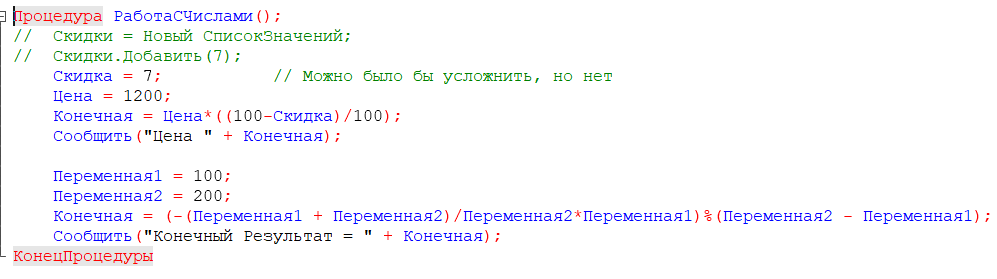 Процедура РаботаСЧислами();
//  Скидки = Новый СписокЗначений;
//  Скидки.Добавить(7);
    Скидка = 7;           // Можно было бы усложнить, но нет
    Цена = 1200;
    Конечная = Цена*((100-Скидка)/100);
    Сообщить("Цена " + Конечная);

    Переменная1 = 100;
    Переменная2 = 200;
    Конечная = (-(Переменная1 + Переменная2)/Переменная2*Переменная1)%(Переменная2 - Переменная1);
    Сообщить("Конечный Результат = " + Конечная);
КонецПроцедуры